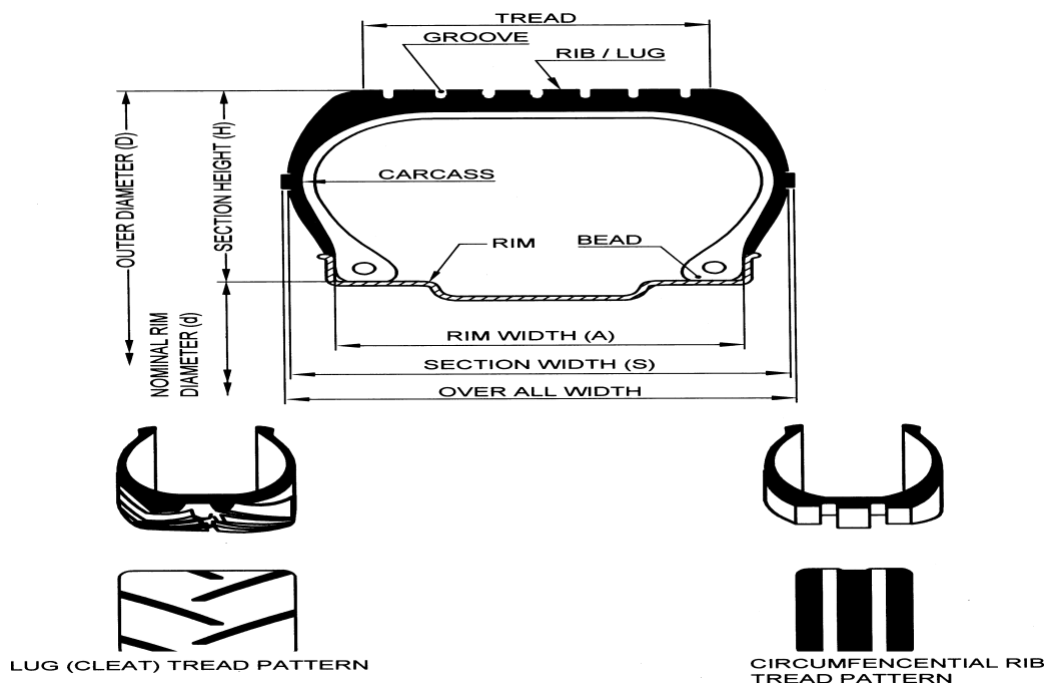 TREAD
GROOVE
RIB / LUG
OUTER DIAMETER (D)
SECTION HEIGHT (H)
CARCASS
RIM
BEAD
NOMINAL RIM
DIAMETER (d)
RIM WIDTH (A)
SECTION WIDTH (S)
OVER ALL WIDTH
LUG (CLEAT) TREAD PATTERN
CIRCUMFENCENTIAL RIB
TREAD PATTERN